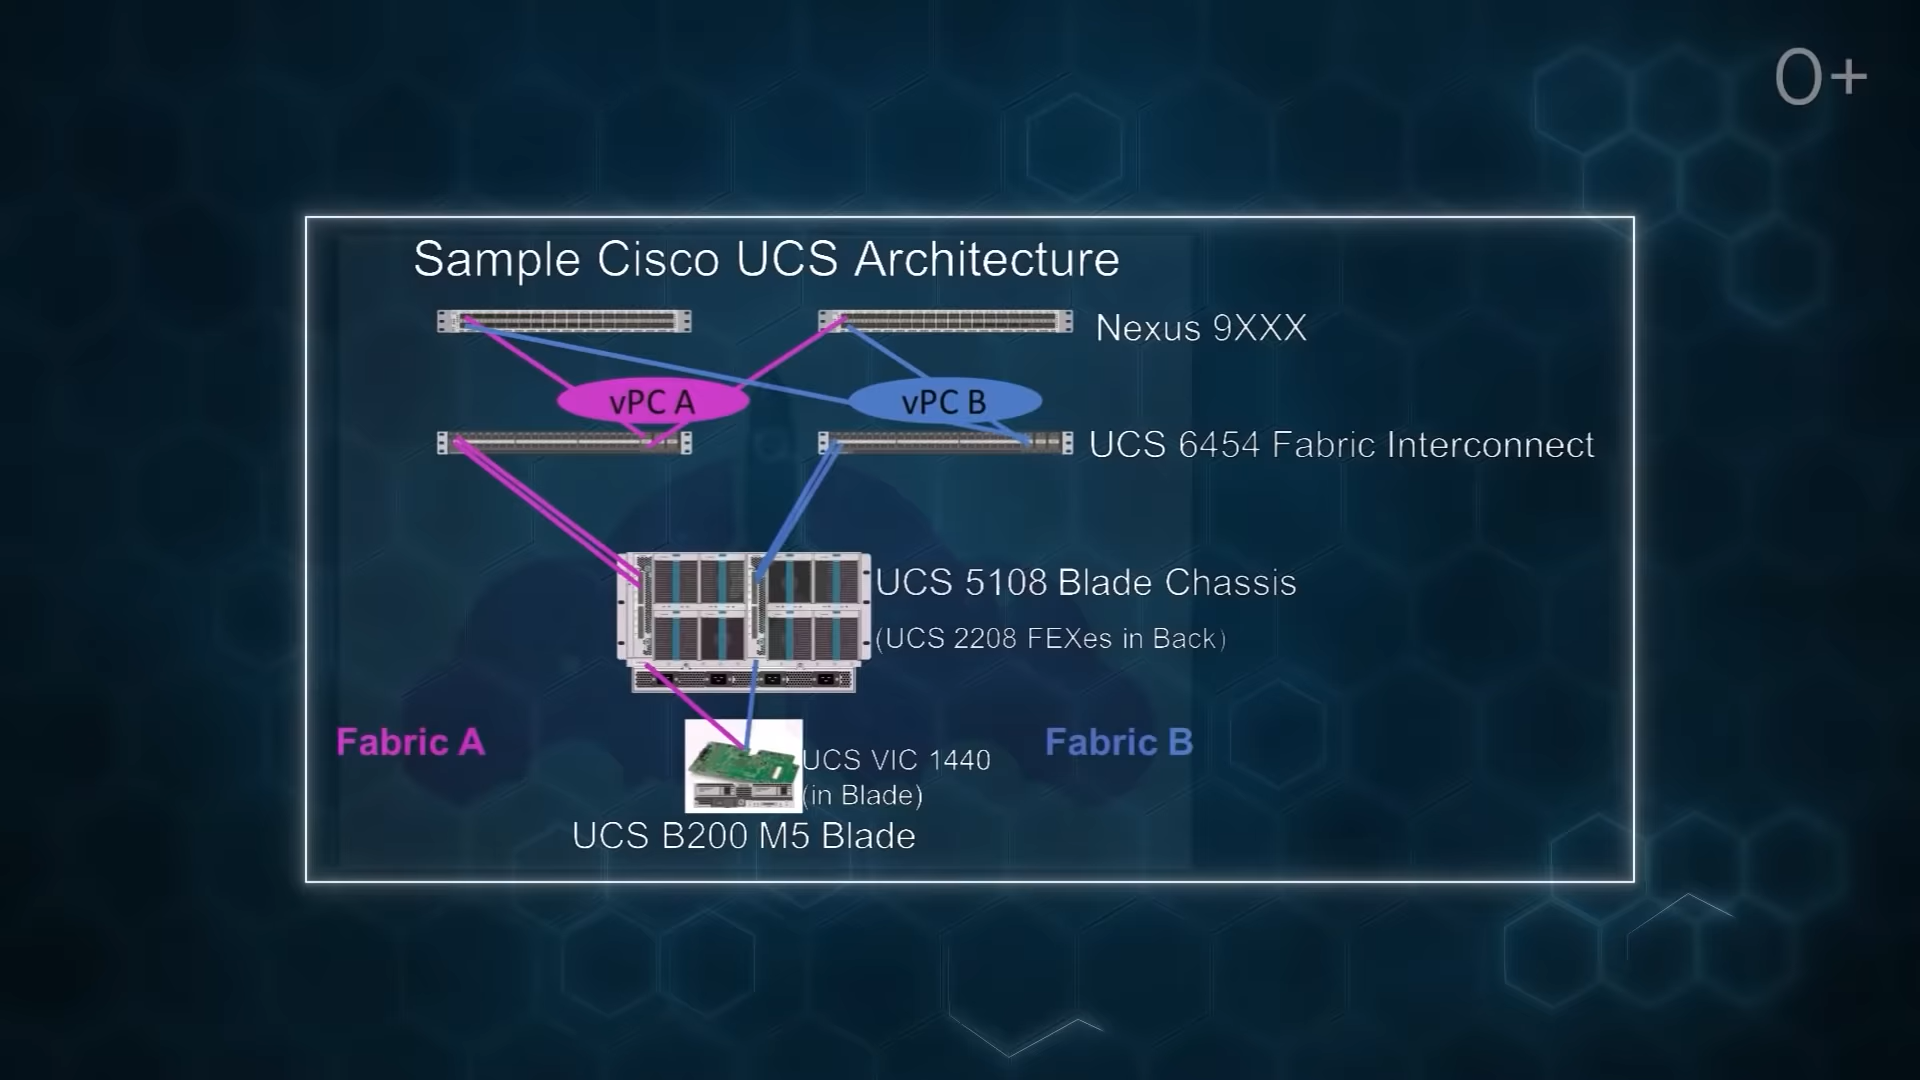 0+
Sample Cisco UCS Architecture
Nexus 9XXX
vPC A
vPC B
UCS 6454 Fabric Interconnect
UCS 5108 Blade Chassis
(UCS 2208 FEXes in Back)
Fabric A
Fabric B
UCS VIC 1440
(in Blade)
UCS B200 M5 Blade